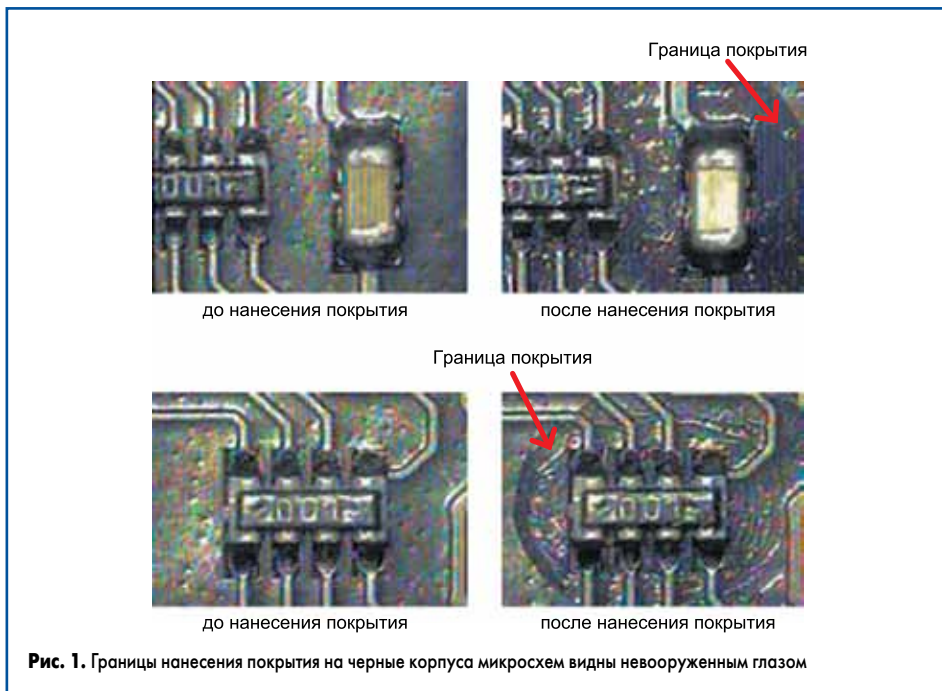 Граница покрытия
до нанесения покрытия
после нанесения покрытия
Граница покрытия
20012
до нанесения покрытия
после нанесения покрытия
Рис. 1. Границы нанесения покрытия на черные корпуса микросхем видны невооруженным глазом